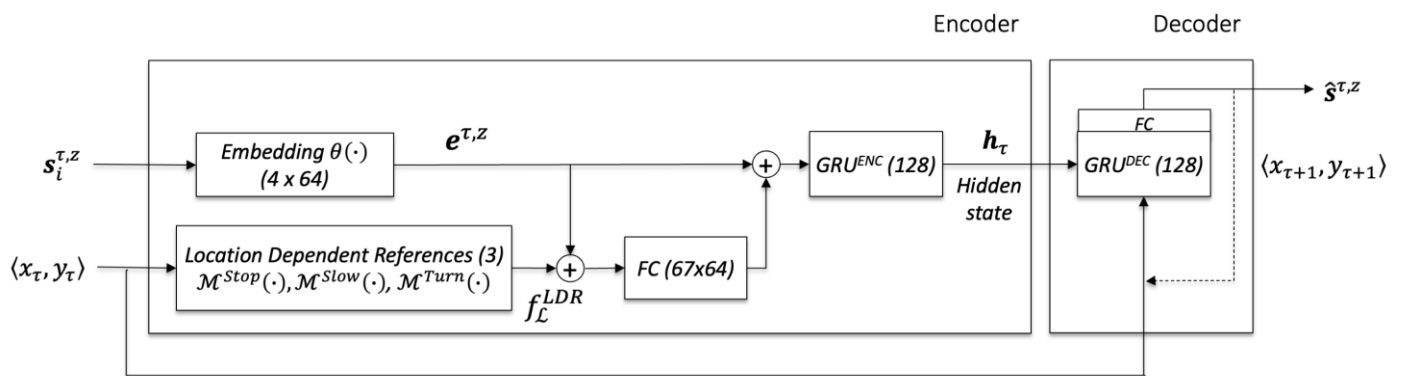 Encoder
Decoder
s_i^{τ,z}
Embedding θ(·)
(4 x 64)
e^{τ,z}
GRU^{ENC} (128)
h_τ
Hidden
state
FC
GRU^{DEC} (128)
ŝ^{τ,z}
⟨x_{τ+1}, y_{τ+1}⟩
⟨x_τ, y_τ⟩
Location Dependent References (3)
ℳ^{Stop}(·), ℳ^{Slow}(·), ℳ^{Turn}(·)
f_ℒ^{LDR}
FC (67x64)